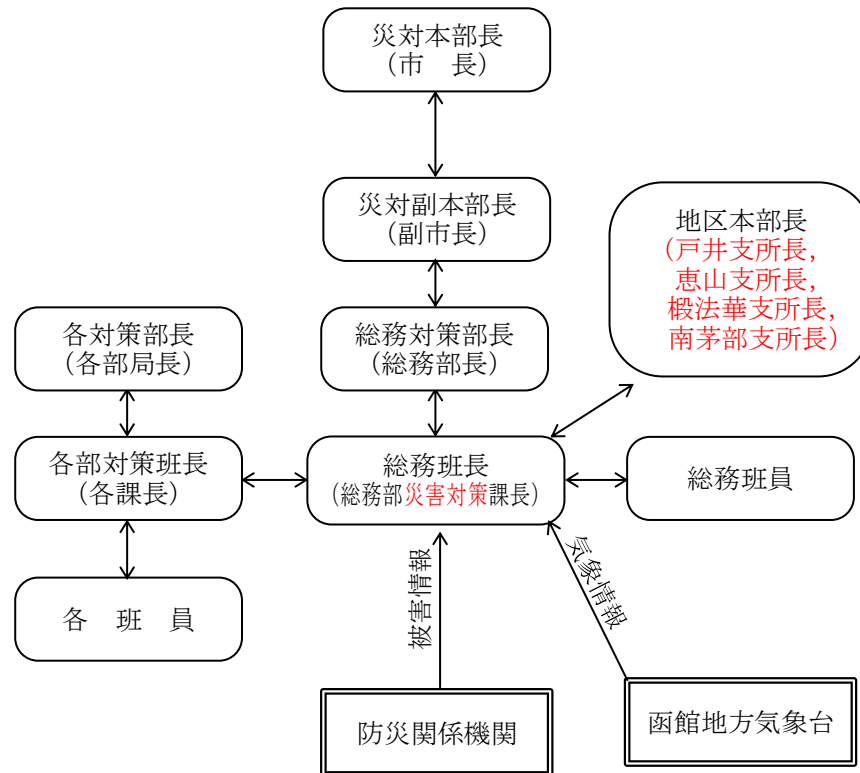 災対本部長
(市　長)
災対副本部長
(副市長)
地区本部長
(戸井支所長,
恵山支所長,
椴法華支所長,
南茅部支所長)
各対策部長
(各部局長)
総務対策部長
(総務部長)
各部対策班長
(各課長)
総務班長
(総務部災害対策課長)
総務班員
各　班　員
被害情報
気象情報
防災関係機関
函館地方気象台